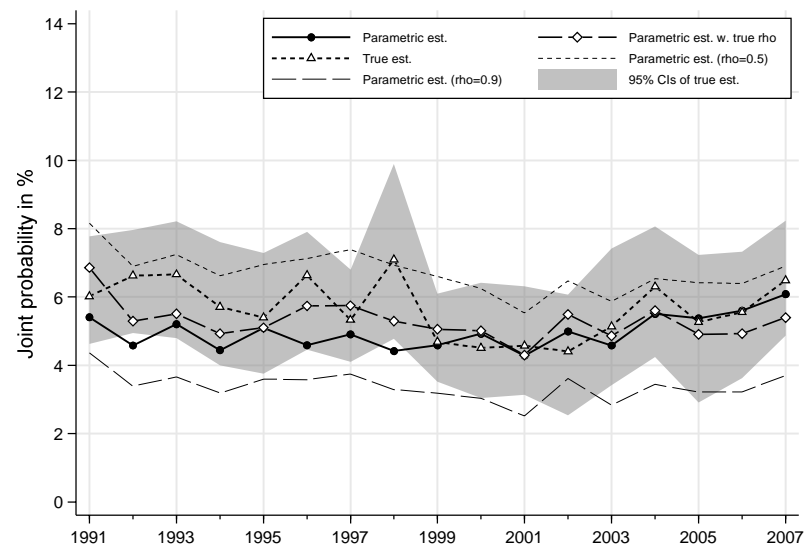 Joint probability in %
14
12
10
8
6
4
2
0
Parametric est.
True est.
Parametric est. (rho=0.9)
Parametric est. w. true rho
Parametric est. (rho=0.5)
95% CIs of true est.
1991 1993 1995 1997 1999 2001 2003 2005 2007